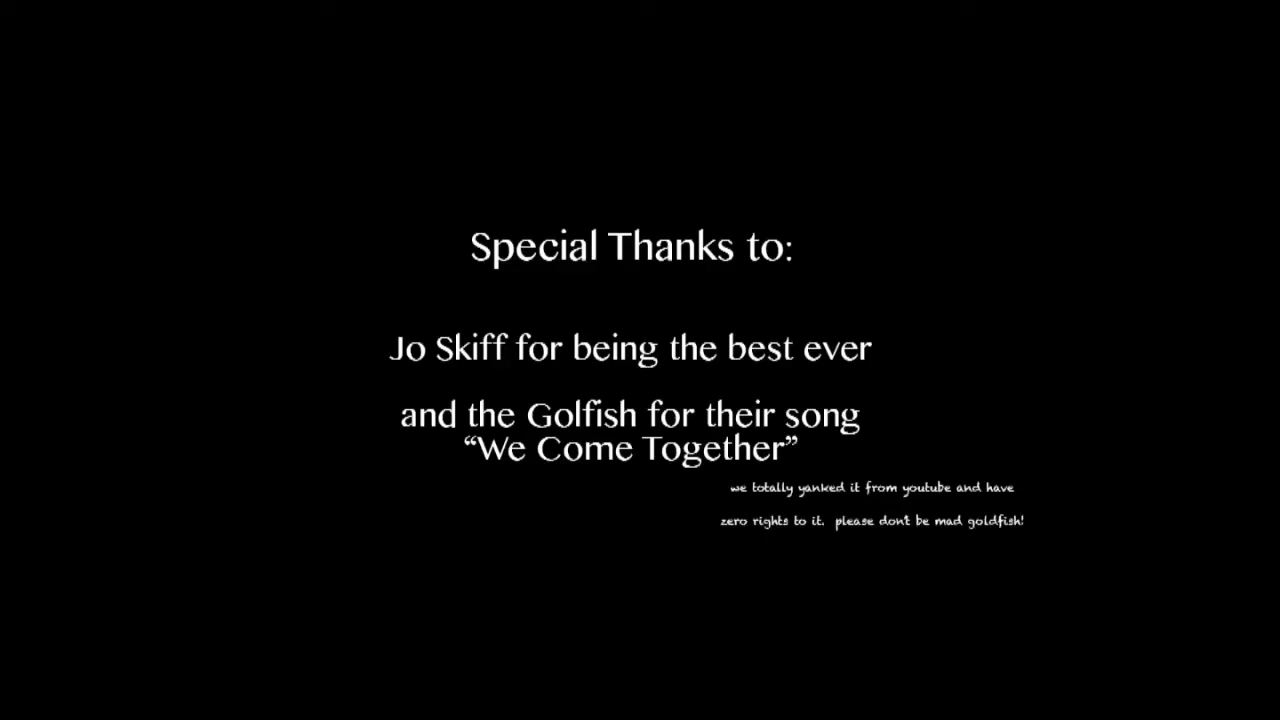 Special Thanks to:
Jo Skiff for being the best ever
and the Golfish for their song
“We Come Together”
we totally yanked it from youtube and have
zero rights to it. please don't be mad goldfish!